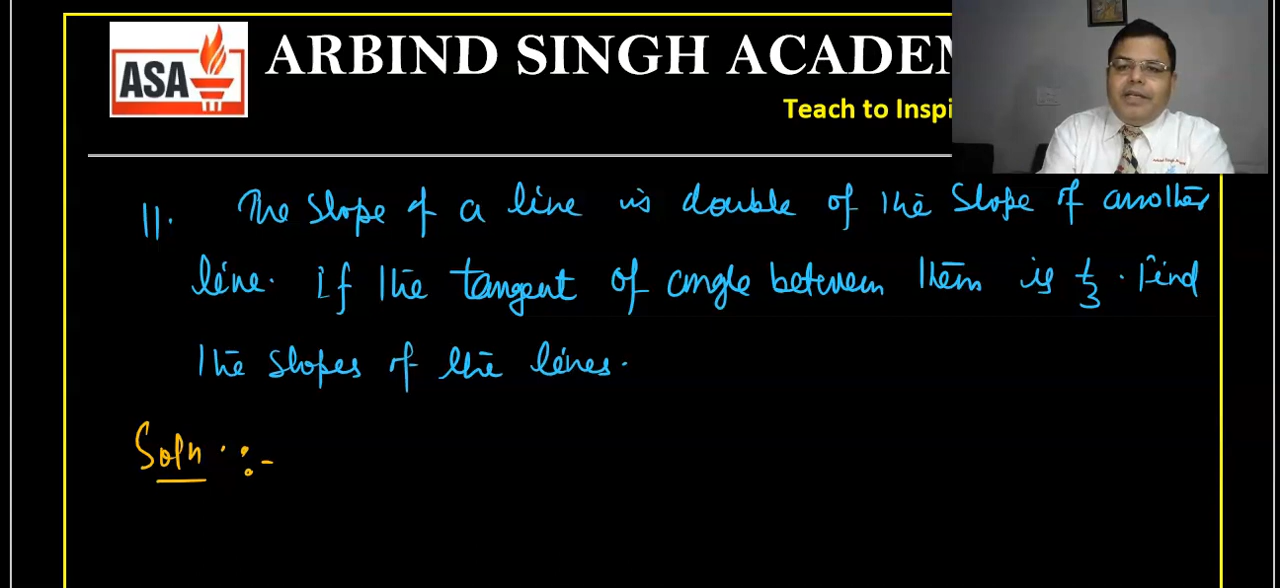 ASA
ARBIND SINGH ACADEM
Teach to Inspi
11. The slope of a line is double of the slope of another
line. If the tangent of angle between them is 1/3. Find
the slopes of the lines.
Soln :-